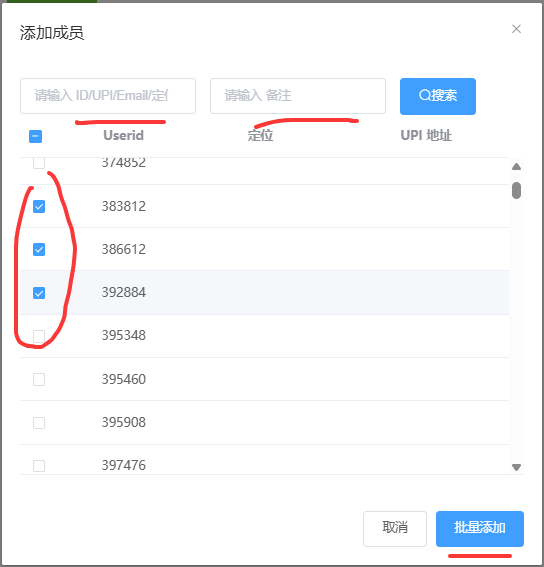 添加成员
请输入 ID/UPI/Email/定位
请输入 备注
搜索
Userid 定位 UPI 地址
374852
383812
386612
392884
395348
395460
395908
397476
取消 批量添加